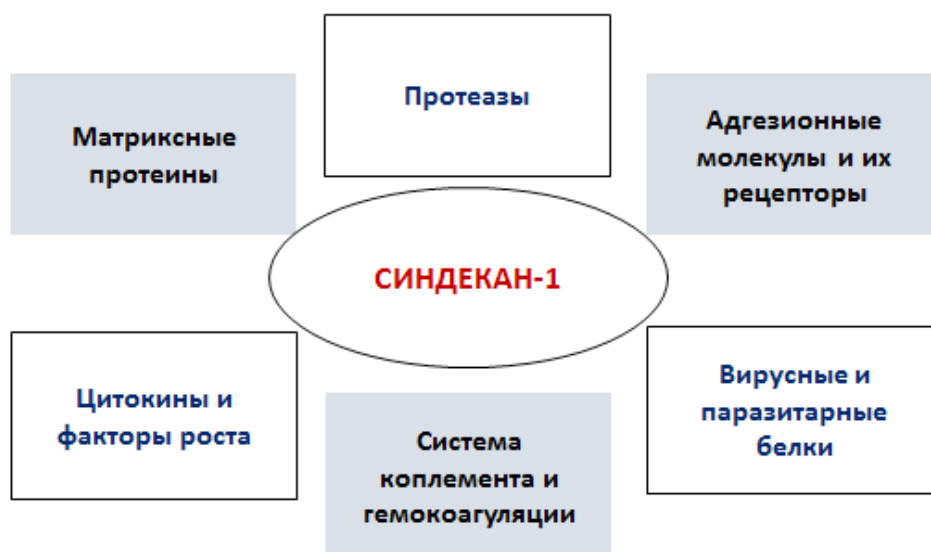 Протеазы
Матриксные
протеины
Адгезионные
молекулы и их
рецепторы
СИНДЕКАН-1
Цитокины и
факторы роста
Система
коплемента и
гемокоагуляции
Вирусные и
паразитарные
белки